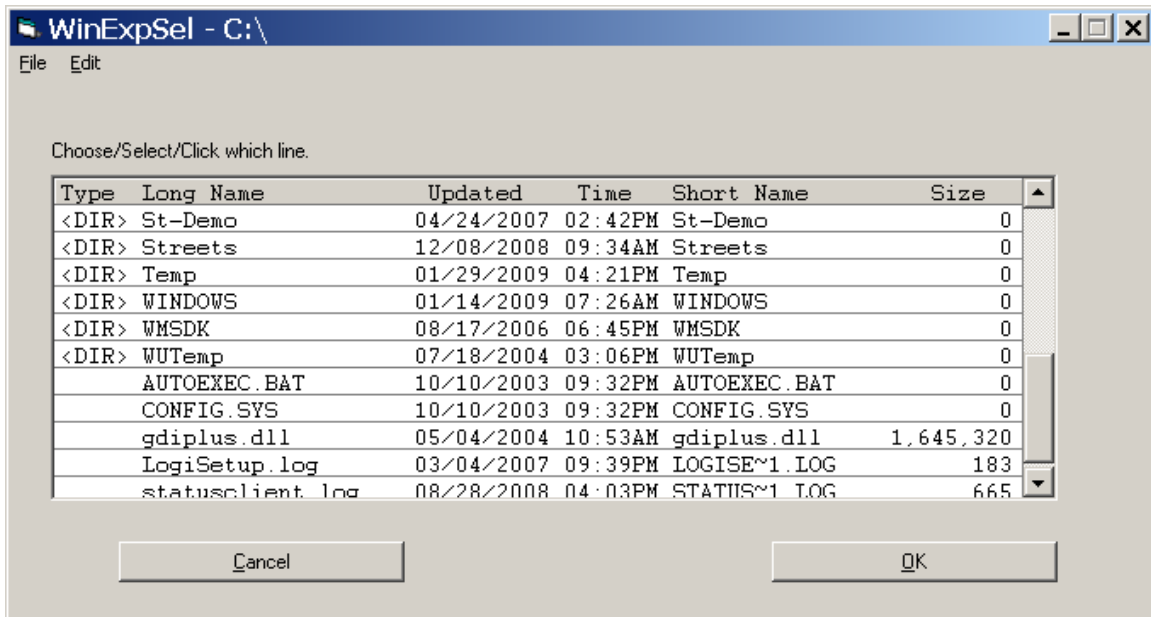 WinExpSel - C:\
File Edit
Choose/Select/Click which line.
Type Long Name Updated Time Short Name Size
<DIR> St-Demo 04/24/2007 02:42PM St-Demo 0
<DIR> Streets 12/08/2008 09:34AM Streets 0
<DIR> Temp 01/29/2009 04:21PM Temp 0
<DIR> WINDOWS 01/14/2009 07:26AM WINDOWS 0
<DIR> WMSDK 08/17/2006 06:45PM WMSDK 0
<DIR> WUTemp 07/18/2004 03:06PM WUTemp 0
AUTOEXEC.BAT 10/10/2003 09:32PM AUTOEXEC.BAT 0
CONFIG.SYS 10/10/2003 09:32PM CONFIG.SYS 0
gdiplus.dll 05/04/2004 10:53AM gdiplus.dll 1,645,320
LogiSetup.log 03/04/2007 09:39PM LOGISE~1.LOG 183
statusclient.log 08/28/2008 04:03PM STATUS~1.LOG 665
Cancel OK